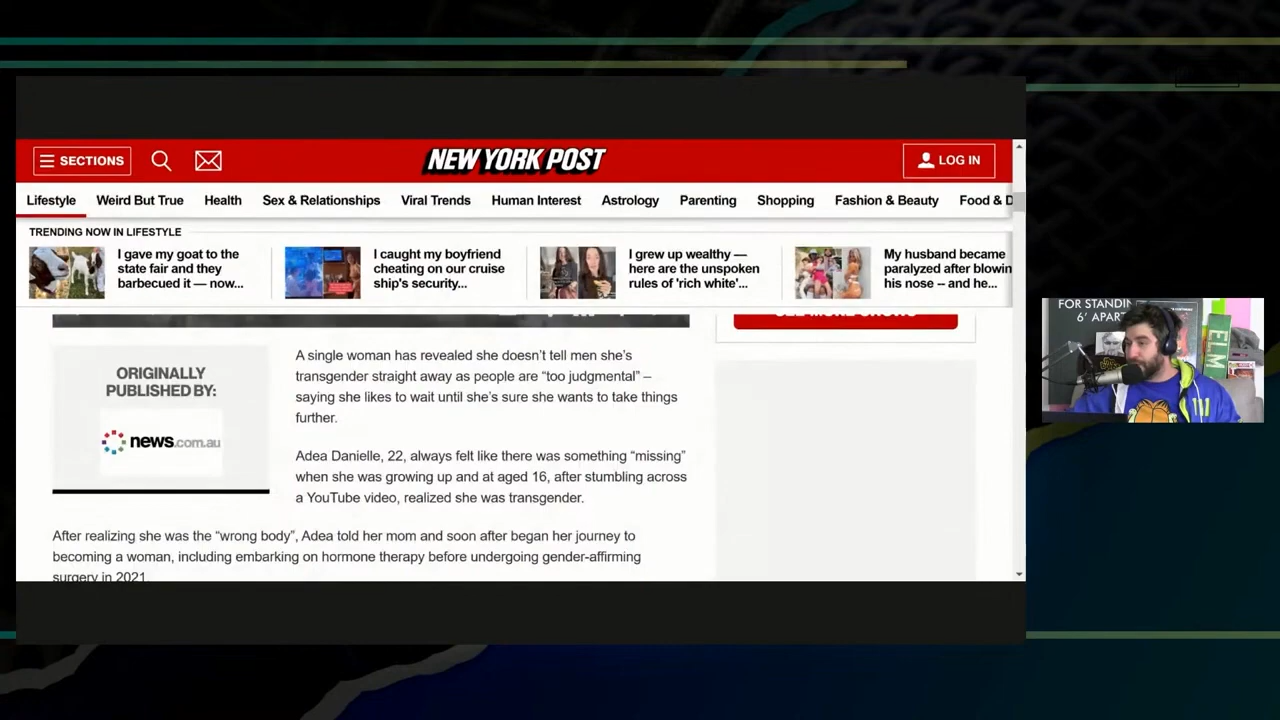 SECTIONS
NEW YORK POST
LOG IN
Lifestyle
Weird But True
Health
Sex & Relationships
Viral Trends
Human Interest
Astrology
Parenting
Shopping
Fashion & Beauty
Food & D
TRENDING NOW IN LIFESTYLE
I gave my goat to the
state fair and they
barbecued it — now...
I caught my boyfriend
cheating on our cruise
ship's security...
I grew up wealthy —
here are the unspoken
rules of 'rich white'...
My husband became
paralyzed after blowin
his nose -- and he...
ORIGINALLY
PUBLISHED BY:
news.com.au
A single woman has revealed she doesn’t tell men she’s
transgender straight away as people are “too judgmental” –
saying she likes to wait until she’s sure she wants to take things
further.
Adea Danielle, 22, always felt like there was something “missing”
when she was growing up and at aged 16, after stumbling across
a YouTube video, realized she was transgender.
After realizing she was the “wrong body”, Adea told her mom and soon after began her journey to
becoming a woman, including embarking on hormone therapy before undergoing gender-affirming
surgery in 2021.
FOR STANDIN
6' APART
ELM